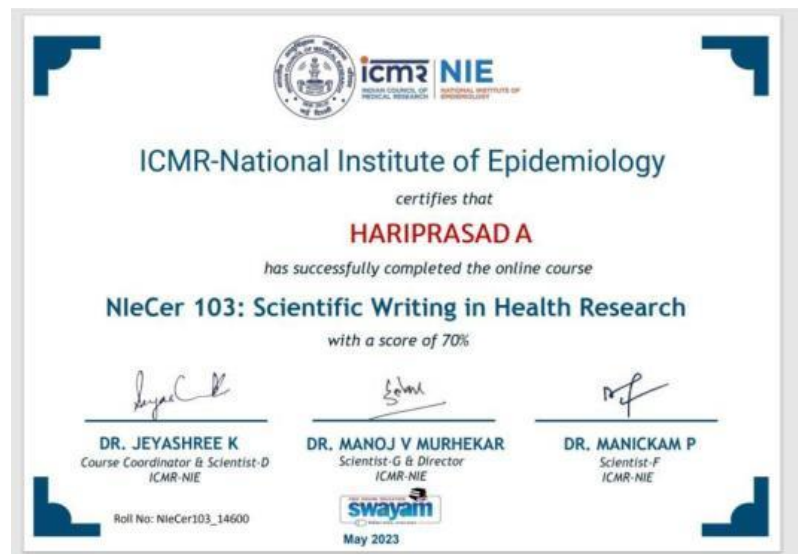 icmr NIE
INDIAN COUNCIL OF NATIONAL INSTITUTE OF
MEDICAL RESEARCH EPIDEMIOLOGY
ICMR-National Institute of Epidemiology
certifies that
HARIPRASAD A
has successfully completed the online course
NIeCer 103: Scientific Writing in Health Research
with a score of 70%
DR. JEYASHREE K
Course Coordinator & Scientist-D
ICMR-NIE
DR. MANOJ V MURHEKAR
Scientist-G & Director
ICMR-NIE
DR. MANICKAM P
Scientist-F
ICMR-NIE
Roll No: NIeCer103_14600
swayam
May 2023